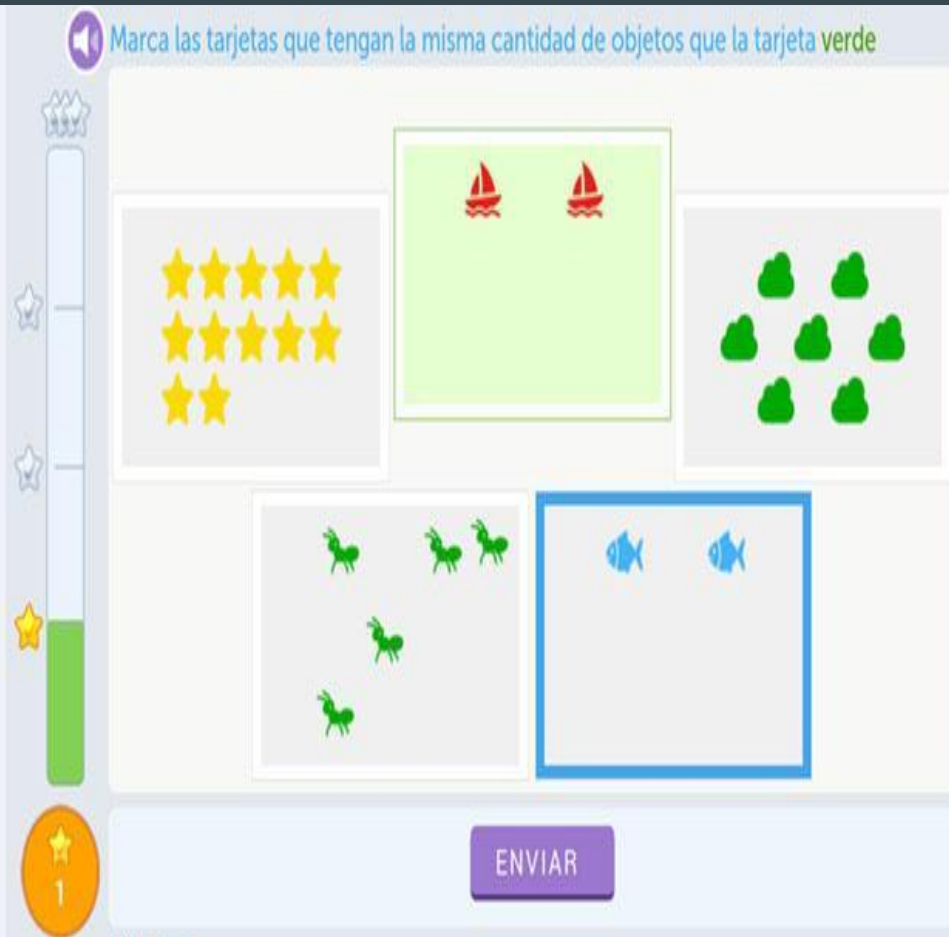 Marca las tarjetas que tengan la misma cantidad de objetos que la tarjeta verde
1
ENVIAR